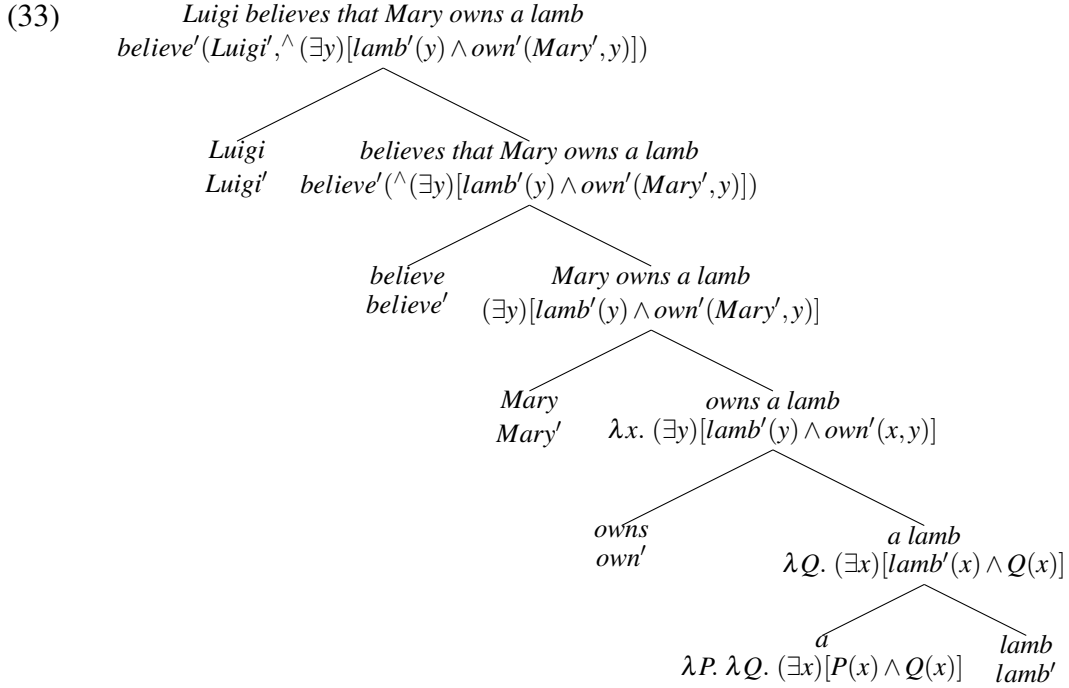 (33) Luigi believes that Mary owns a lamb
believe′(Luigi′,^(∃y)[lamb′(y) ∧ own′(Mary′, y)])
Luigi believes that Mary owns a lamb
Luigi′ believe′(^(∃y)[lamb′(y) ∧ own′(Mary′, y)])
believe Mary owns a lamb
believe′ (∃y)[lamb′(y) ∧ own′(Mary′, y)]
Mary owns a lamb
Mary′ λx. (∃y)[lamb′(y) ∧ own′(x, y)]
owns a lamb
own′ λQ. (∃x)[lamb′(x) ∧ Q(x)]
a lamb
λP. λQ. (∃x)[P(x) ∧ Q(x)] lamb′